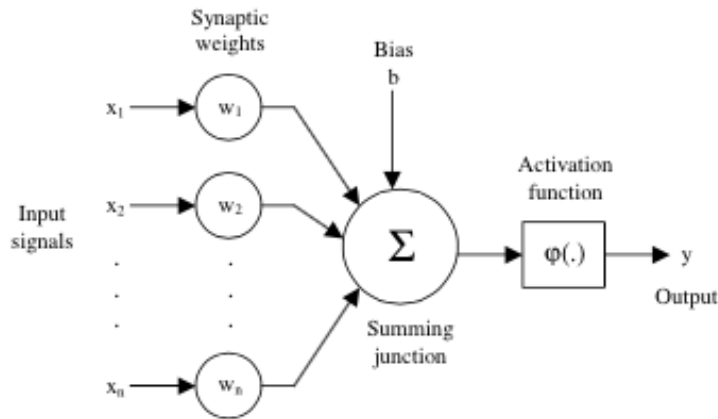 Synaptic
weights
Bias
b
x₁
w₁
Activation
function
Input
signals
x₂
w₂
Σ
φ(.)
y
Output
. .
. .
. .
Summing
junction
xₙ
wₙ